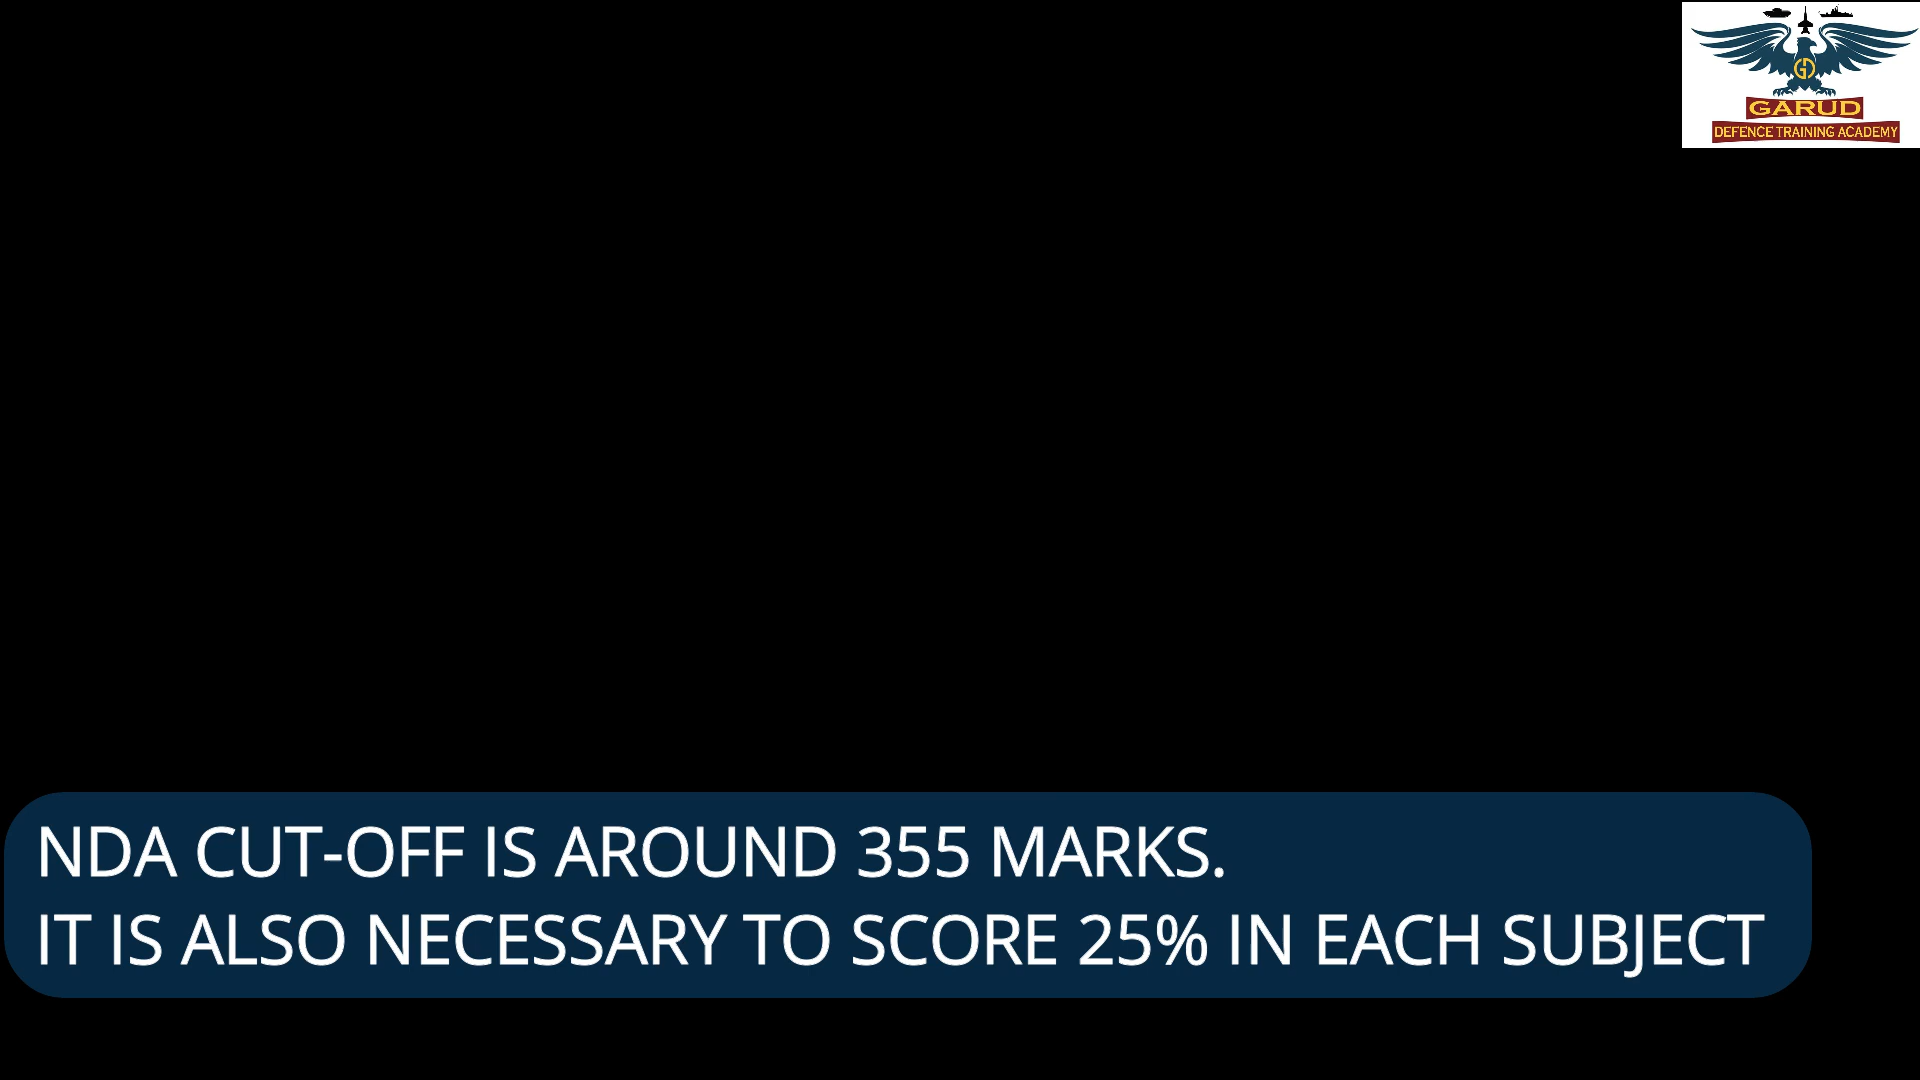 GARUD
DEFENCE TRAINING ACADEMY
NDA CUT-OFF IS AROUND 355 MARKS.
IT IS ALSO NECESSARY TO SCORE 25% IN EACH SUBJECT